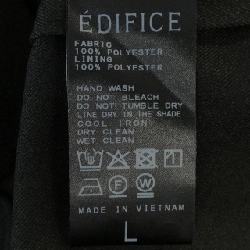 ÉDIFICE
FABRIC
100% POLYESTER
LINING
100% POLYESTER
HAND WASH
DO NOT BLEACH
DO NOT TUMBLE DRY
LINE DRY IN THE SHADE
COOL IRON
DRY CLEAN
WET CLEAN
MADE IN VIETNAM
L